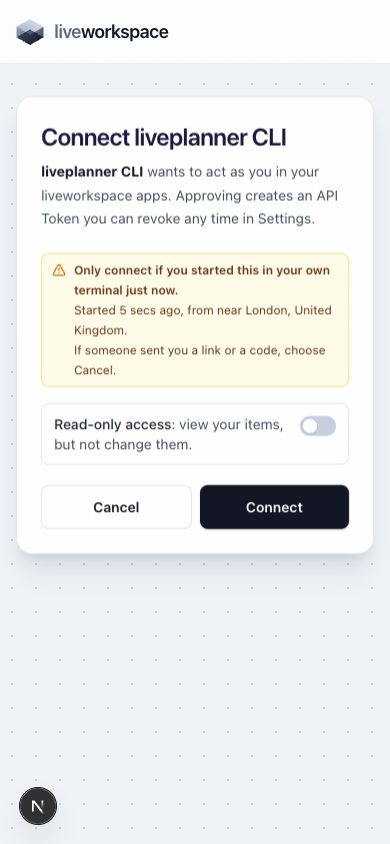 liveworkspace
Connect liveplanner CLI
liveplanner CLI wants to act as you in your
liveworkspace apps. Approving creates an API
Token you can revoke any time in Settings.
Only connect if you started this in your own
terminal just now.
Started 5 secs ago, from near London, United
Kingdom.
If someone sent you a link or a code, choose
Cancel.
Read-only access: view your items,
but not change them.
Cancel
Connect
N